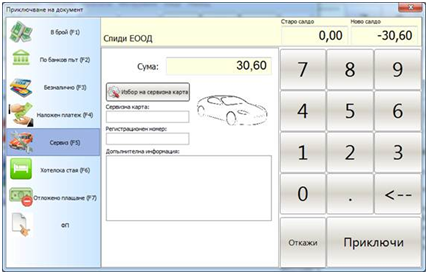 Приключване на документ
В брой (F1)
По банков път (F2)
Безналично (F3)
Наложен платеж (F4)
Сервиз (F5)
Хотелска стая (F6)
Отложено плащане (F7)
ФП
Спиди ЕООД
Старо салдо
0,00
Ново салдо
-30,60
Сума:
30,60
Избор на сервизна карта
Сервизна карта:
Регистрационен номер:
Допълнителна информация:
7 8 9
4 5 6
1 2 3
0 . <--
Откажи
Приключи